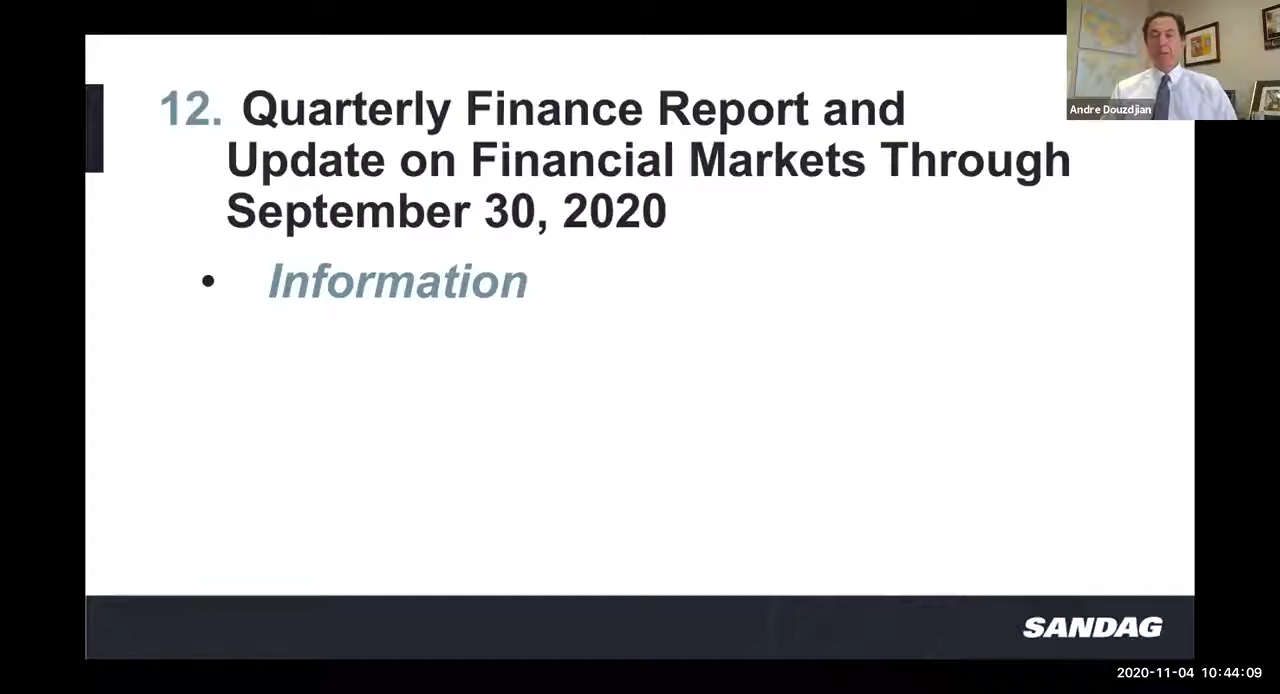 Andre Douzdjian
12. Quarterly Finance Report and
Update on Financial Markets Through
September 30, 2020
• Information
SANDAG
2020-11-04 10:44:09